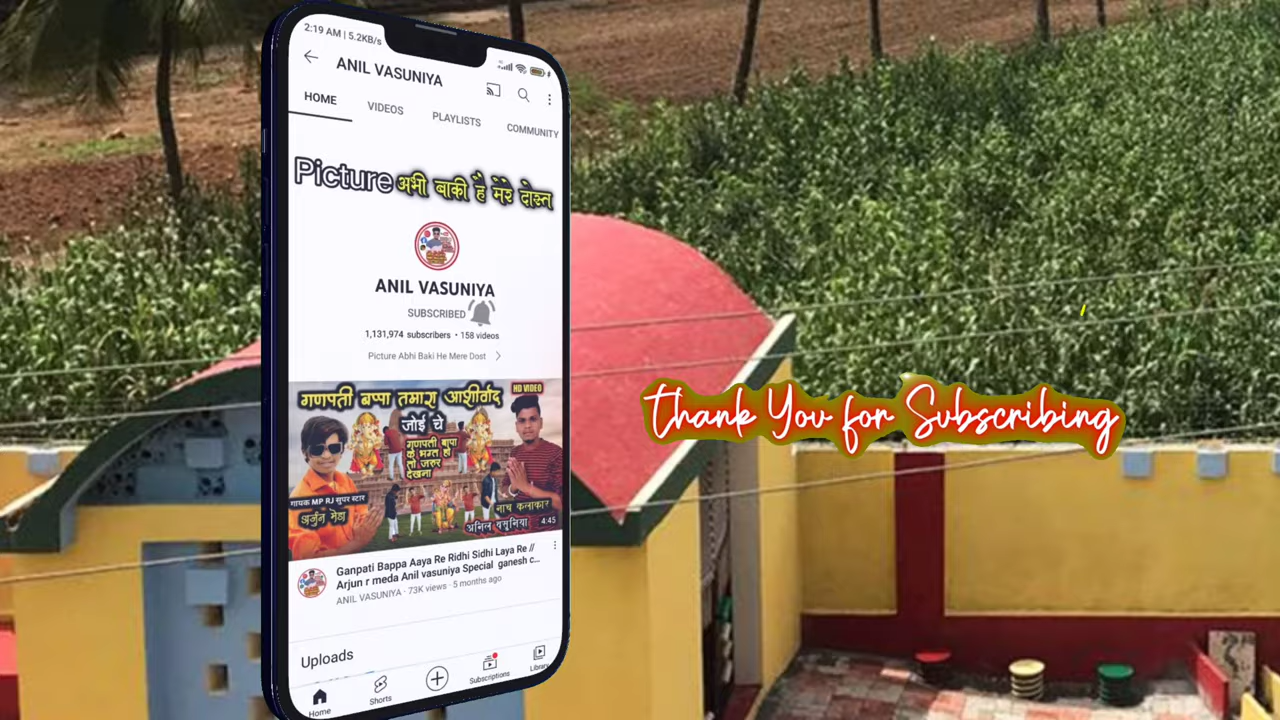 2:19 AM | 5.2KB/s
ANIL VASUNIYA
HOME VIDEOS PLAYLISTS COMMUNITY
Picture अभी बाकी है मेरे दोस्त
ANIL VASUNIYA
SUBSCRIBED
1,131,974 subscribers • 158 videos
Picture Abhi Baki He Mere Dost
गणपती बप्पा तमारा आशीर्वाद
HD VIDEO
जोई चे
गणपती बापा
के भगत हो
तो जरुर
देखना
गायक MP RJ सुपर स्टार
अर्जुन मेडा
नाच कलाकार
अनिल वसुनिया
4:45
Ganpati Bappa Aaya Re Ridhi Sidhi Laya Re //
Arjun r meda Anil vasuniya Special ganesh c...
ANIL VASUNIYA · 73K views · 5 months ago
Uploads
Home Shorts Subscriptions Library
Thank You for Subscribing